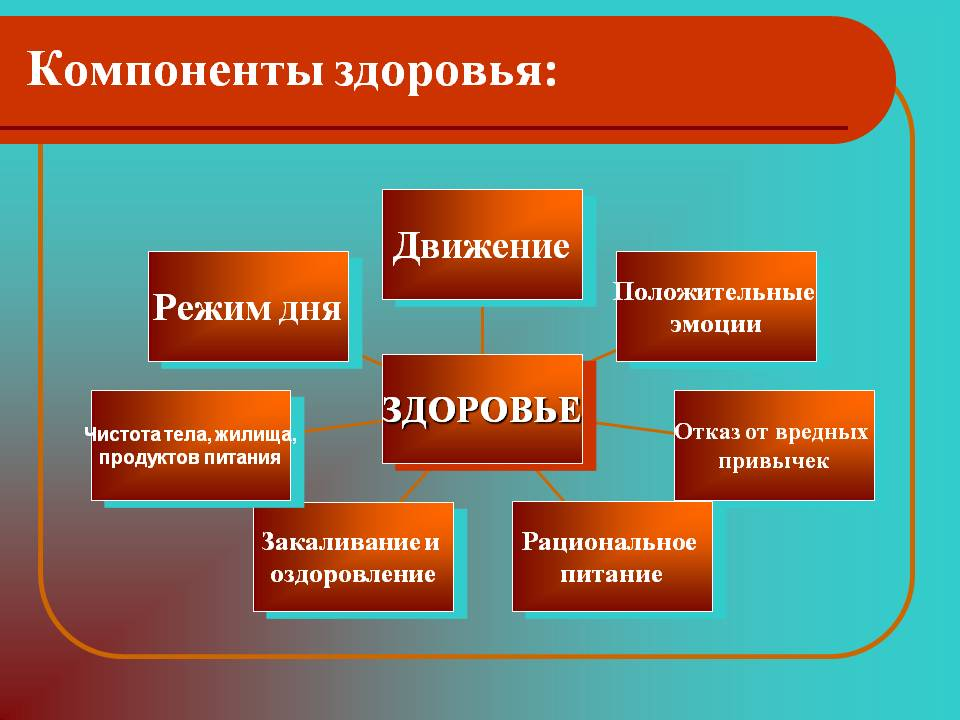 Компоненты здоровья:
Движение
Режим дня
Положительные
эмоции
ЗДОРОВЬЕ
Чистота тела, жилища,
продуктов питания
Отказ от вредных
привычек
Закаливание и
оздоровление
Рациональное
питание